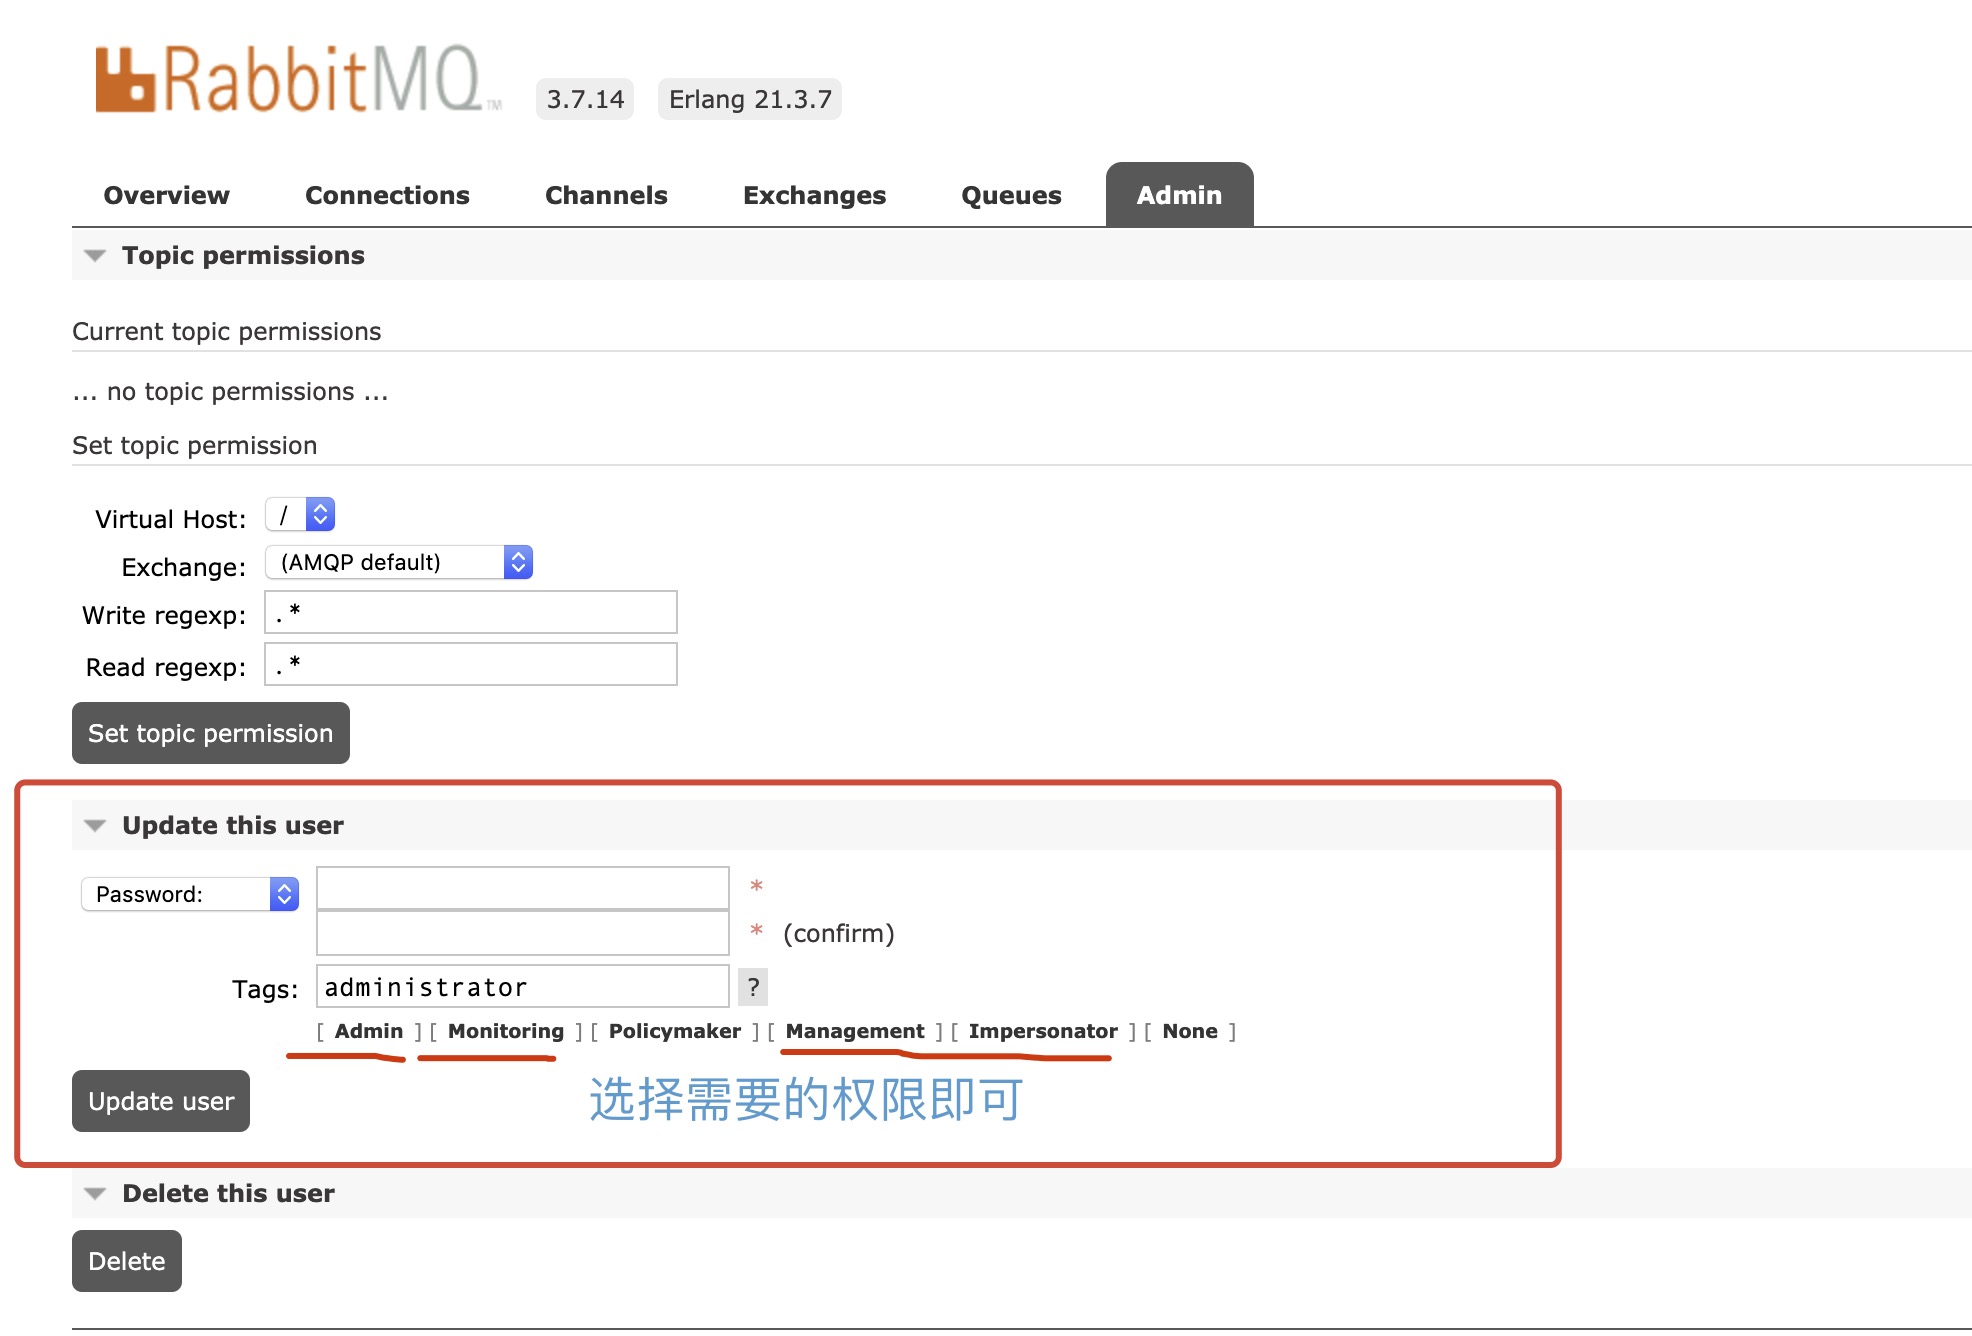 RabbitMQ™ 3.7.14 Erlang 21.3.7
Overview Connections Channels Exchanges Queues Admin
Topic permissions
Current topic permissions
... no topic permissions ...
Set topic permission
Virtual Host: /
Exchange: (AMQP default)
Write regexp: .*
Read regexp: .*
Set topic permission
Update this user
Password: *
* (confirm)
Tags: administrator ?
[ Admin ] [ Monitoring ] [ Policymaker ] [ Management ] [ Impersonator ] [ None ]
Update user 选择需要的权限即可
Delete this user
Delete